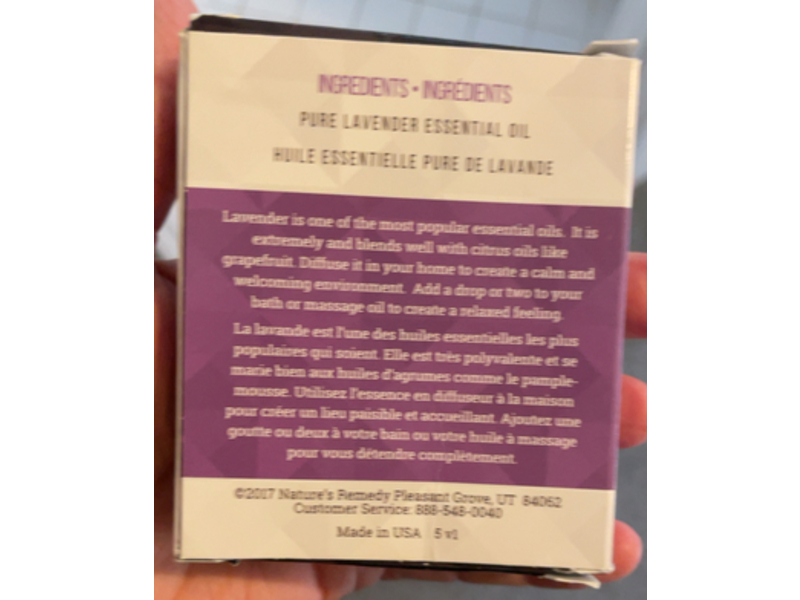 INGREDIENTS • INGRÉDIENTS
PURE LAVENDER ESSENTIAL OIL
HUILE ESSENTIELLE PURE DE LAVANDE
Lavender is one of the most popular essential oils. It is
extremely and blends well with citrus oils like
grapefruit. Diffuse it in your home to create a calm and
welcoming environment. Add a drop or two to your
bath or massage oil to create a relaxed feeling.
La lavande est l'une des huiles essentielles les plus
populaires qui soient. Elle est très polyvalente et se
marie bien aux huiles d'agrumes comme le pample-
mousse. Utilisez l'essence en diffuseur à la maison
pour créer un lieu paisible et accueillant. Ajoutez une
goutte ou deux à votre bain ou votre huile à massage
pour vous détendre complètement.
©2017 Nature's Remedy Pleasant Grove, UT 84062
Customer Service: 888-548-0040
Made in USA 5 v1